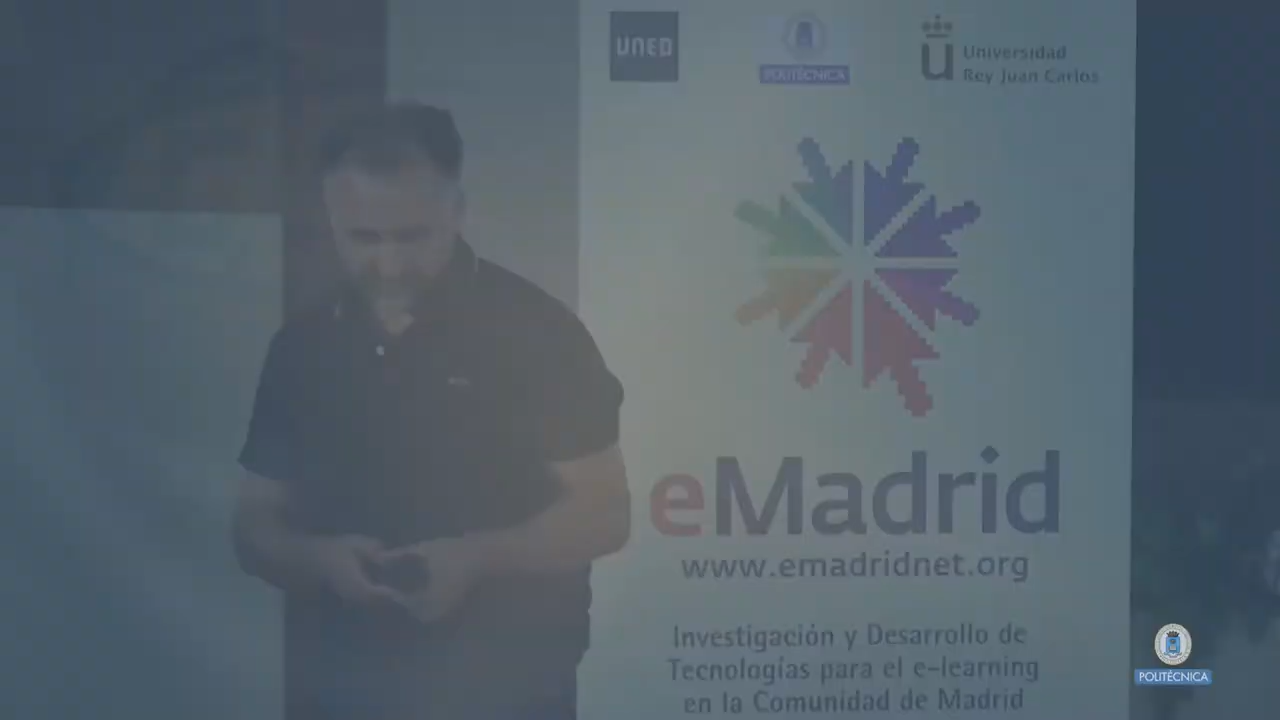 UNED
POLITÉCNICA
Universidad
Rey Juan Carlos
eMadrid
www.emadridnet.org
Investigación y Desarrollo de
Tecnologías para el e-learning
en la Comunidad de Madrid
POLITÉCNICA